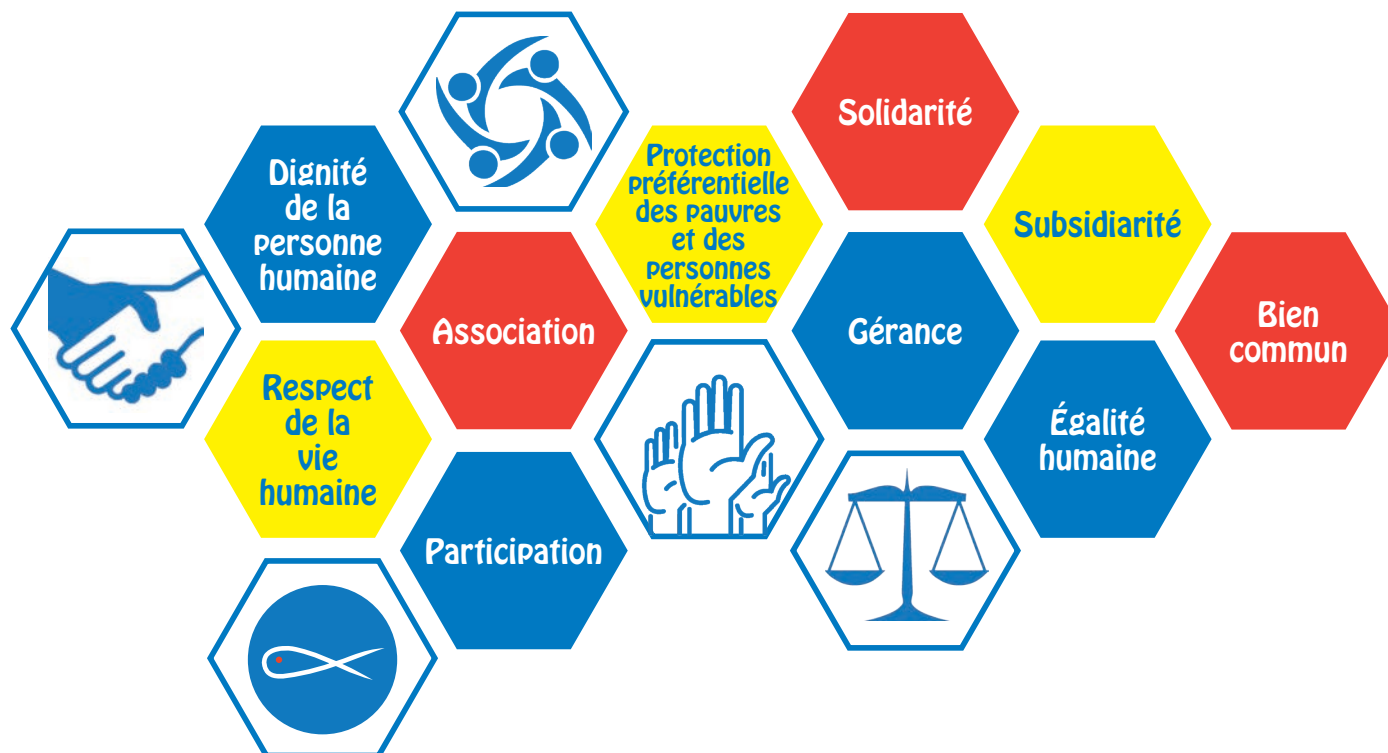 Dignité
de la
personne
humaine
Respect
de la
vie
humaine
Association
Participation
Protection
préférentielle
des pauvres
et des
personnes
vulnérables
Solidarité
Gérance
Subsidiarité
Égalité
humaine
Bien
commun